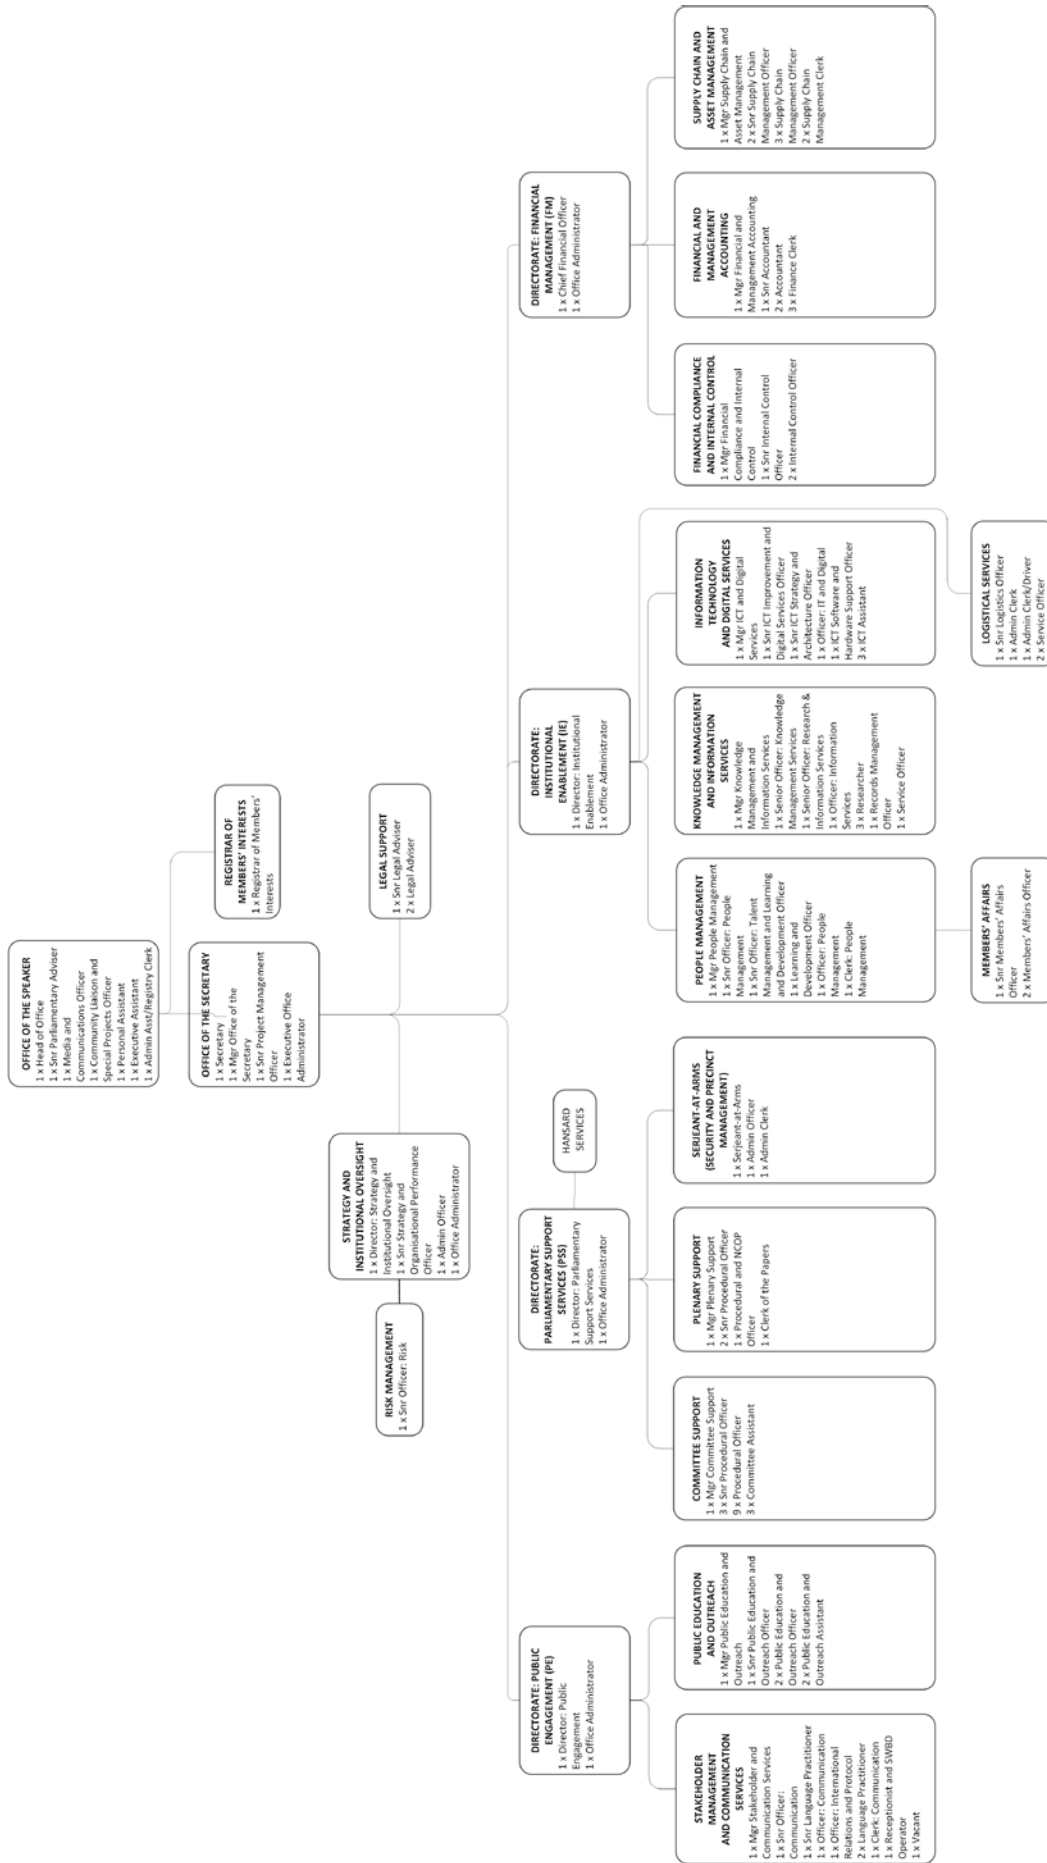 OFFICE OF THE SPEAKER
1 x Head of Office
1 x Snr Parliamentary Adviser
1 x Media and
Communications Officer
1 x Community Liaison and
Special Projects Officer
1 x Personal Assistant
1 x Executive Assistant
1 x Admin Asst/Registry Clerk
REGISTRAR OF
MEMBERS' INTERESTS
1 x Registrar of Members'
Interests
OFFICE OF THE SECRETARY
1 x Secretary
1 x Mgr Office of the
Secretary
1 x Snr Project Management
Officer
1 x Executive Office
Administrator
STRATEGY AND
INSTITUTIONAL OVERSIGHT
1 x Director: Strategy and
Institutional Oversight
1 x Snr Strategy and
Organisational Performance
Officer
1 x Admin Officer
1 x Office Administrator
LEGAL SUPPORT
1 x Snr Legal Adviser
2 x Legal Adviser
RISK MANAGEMENT
1 x Snr Officer: Risk
DIRECTORATE: PUBLIC
ENGAGEMENT (PE)
1 x Director: Public
Engagement
1 x Office Administrator
DIRECTORATE:
PARLIAMENTARY SUPPORT
SERVICES (PSS)
1 x Director: Parliamentary
Support Services
1 x Office Administrator
HANSARD
SERVICES
DIRECTORATE:
INSTITUTIONAL
ENABLEMENT (IE)
1 x Director: Institutional
Enablement
1 x Office Administrator
DIRECTORATE: FINANCIAL
MANAGEMENT (FM)
1 x Chief Financial Officer
1 x Office Administrator
STAKEHOLDER
MANAGEMENT
AND COMMUNICATION
SERVICES
1 x Mgr Stakeholder and
Communication Services
1 x Snr Officer:
Communication
1 x Snr Language Practitioner
1 x Officer: Communication
1 x Officer: International
Relations and Protocol
2 x Language Practitioner
1 x Clerk: Communication
1 x Receptionist and SWBD
Operator
1 x Vacant
PUBLIC EDUCATION
AND OUTREACH
1 x Mgr Public Education and
Outreach
1 x Snr Public Education and
Outreach Officer
2 x Public Education and
Outreach Officer
2 x Public Education and
Outreach Assistant
COMMITTEE SUPPORT
1 x Mgr Committee Support
3 x Snr Procedural Officer
9 x Procedural Officer
3 x Committee Assistant
PLENARY SUPPORT
1 x Mgr Plenary Support
2 x Snr Procedural Officer
1 x Procedural and NCOP
Officer
1 x Clerk of the Papers
SERJEANT-AT-ARMS
(SECURITY AND PRECINCT
MANAGEMENT)
1 x Serjeant-at-Arms
1 x Admin Officer
1 x Admin Clerk
PEOPLE MANAGEMENT
1 x Mgr People Management
1 x Snr Officer: People
Management
1 x Snr Officer: Talent
Management and Learning
and Development Officer
1 x Learning and
Development Officer
1 x Officer: People
Management
1 x Clerk: People
Management
KNOWLEDGE MANAGEMENT
AND INFORMATION
SERVICES
1 x Mgr Knowledge
Management and
Information Services
1 x Senior Officer: Knowledge
Management Services
1 x Senior Officer: Research &
Information Services
1 x Officer: Information
Services
3 x Researcher
1 x Records Management
Officer
1 x Service Officer
INFORMATION
TECHNOLOGY
AND DIGITAL SERVICES
1 x Mgr ICT and Digital
Services
1 x Snr ICT Improvement and
Digital Services Officer
1 x Snr ICT Strategy and
Architecture Officer
1 x Officer: IT and Digital
1 x ICT Software and
Hardware Support Officer
3 x ICT Assistant
FINANCIAL COMPLIANCE
AND INTERNAL CONTROL
1 x Mgr Financial
Compliance and Internal
Control
1 x Snr Internal Control
Officer
2 x Internal Control Officer
FINANCIAL AND
MANAGEMENT
ACCOUNTING
1 x Mgr Financial and
Management Accounting
1 x Snr Accountant
2 x Accountant
3 x Finance Clerk
SUPPLY CHAIN AND
ASSET MANAGEMENT
1 x Mgr Supply Chain and
Asset Management
2 x Snr Supply Chain
Management Officer
3 x Supply Chain
Management Officer
2 x Supply Chain
Management Clerk
MEMBERS' AFFAIRS
1 x Snr Members' Affairs
Officer
2 x Members' Affairs Officer
LOGISTICAL SERVICES
1 x Snr Logistics Officer
1 x Admin Clerk
1 x Admin Clerk/Driver
2 x Service Officer